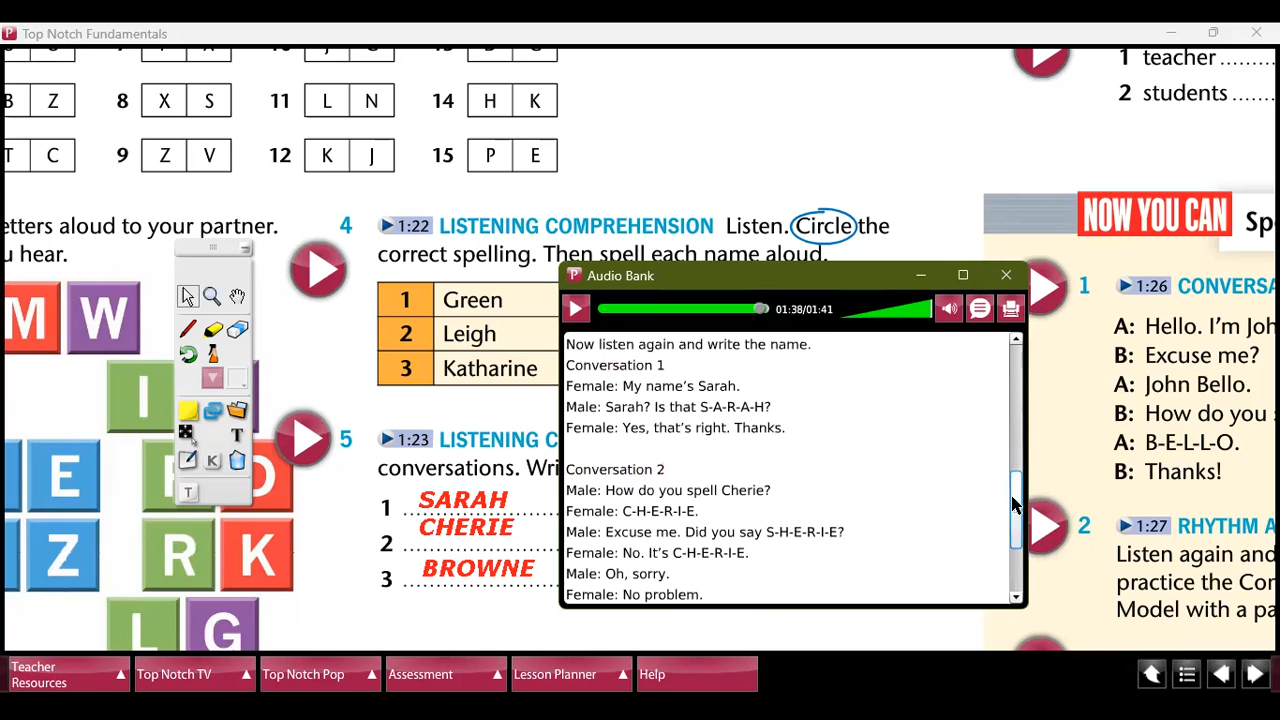 Top Notch Fundamentals
B Z 8 X S 11 L N 14 H K
T C 9 Z V 12 K J 15 P E
1 teacher ........
2 students ......
etters aloud to your partner.
u hear.
M W
I
E D
Z R K
L G
4 1:22 LISTENING COMPREHENSION Listen. Circle the
correct spelling. Then spell each name aloud.
1 Green
2 Leigh
3 Katharine
5 1:23 LISTENING C
conversations. Wri
1 SARAH
2 CHERIE
3 BROWNE
K
T
T
Audio Bank
01:38/01:41
Now listen again and write the name.
Conversation 1
Female: My name's Sarah.
Male: Sarah? Is that S-A-R-A-H?
Female: Yes, that's right. Thanks.
Conversation 2
Male: How do you spell Cherie?
Female: C-H-E-R-I-E.
Male: Excuse me. Did you say S-H-E-R-I-E?
Female: No. It's C-H-E-R-I-E.
Male: Oh, sorry.
Female: No problem.
NOW YOU CAN Sp
1 1:26 CONVERSA
A: Hello. I'm Joh
B: Excuse me?
A: John Bello.
B: How do you
A: B-E-L-L-O.
B: Thanks!
2 1:27 RHYTHM A
Listen again and
practice the Con
Model with a pa
Teacher
Resources
Top Notch TV
Top Notch Pop
Assessment
Lesson Planner
Help